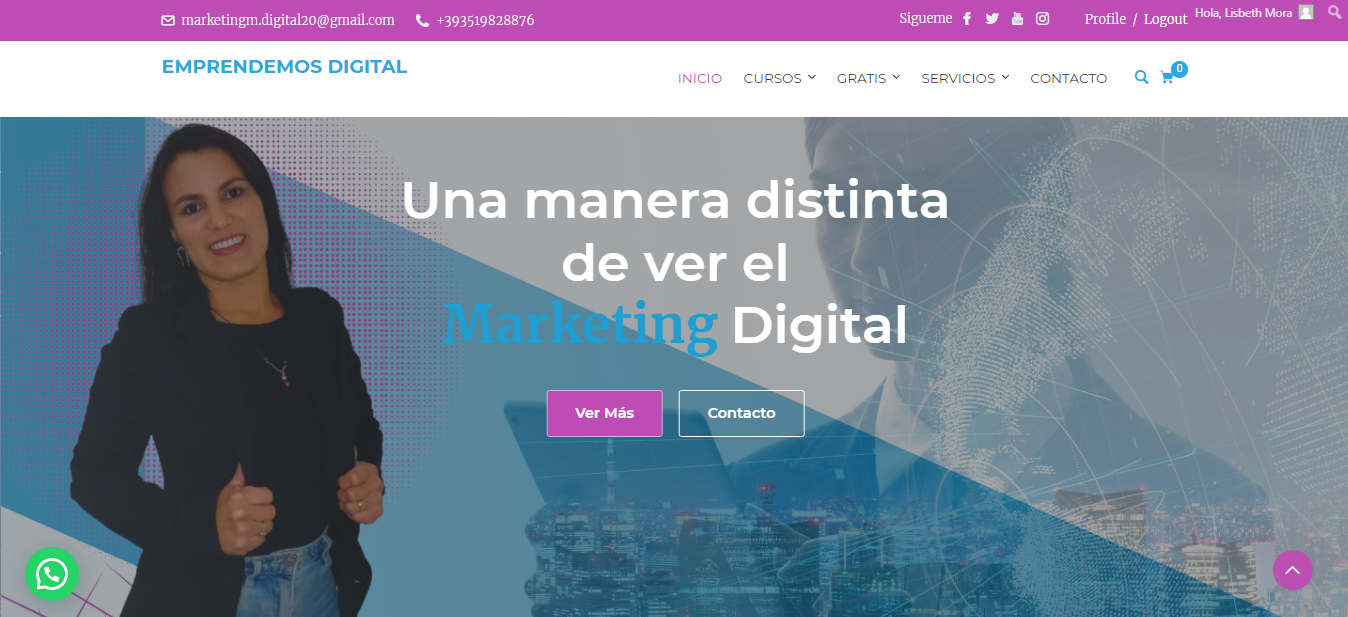 marketingm.digital20@gmail.com +393519828876 Sigueme Profile / Logout Hola, Lisbeth Mora
EMPRENDEMOS DIGITAL
INICIO CURSOS GRATIS SERVICIOS CONTACTO 0
Una manera distinta
de ver el
Marketing Digital
Ver Más Contacto